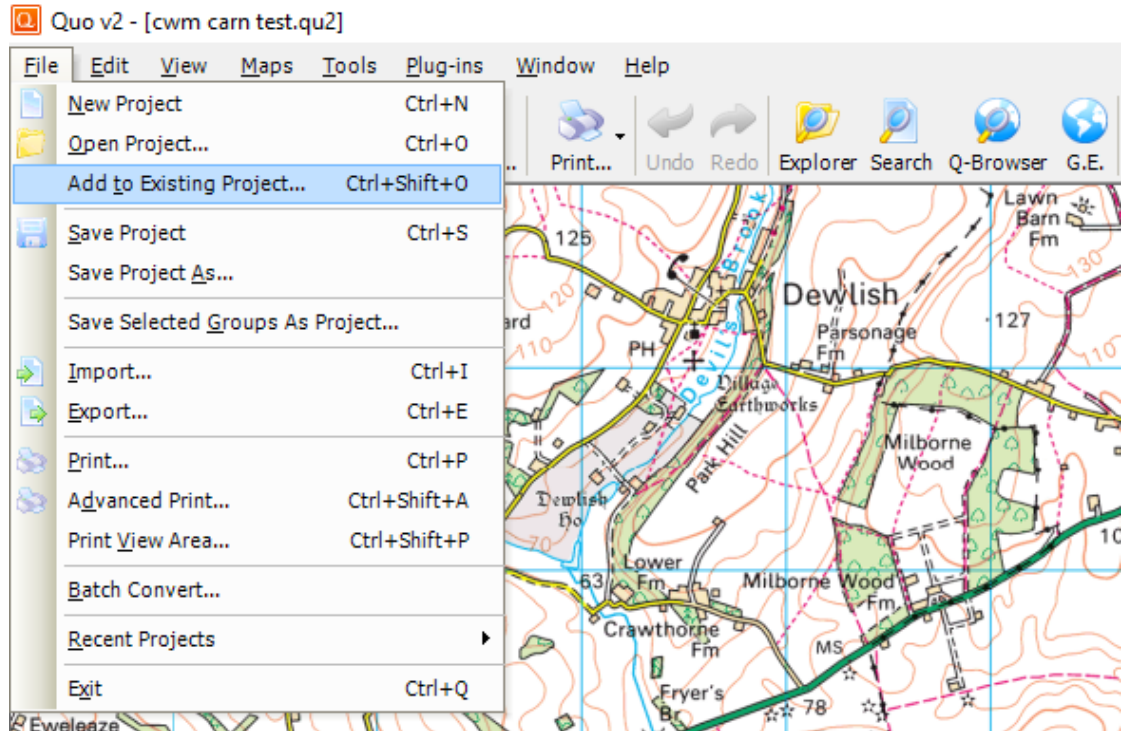 Quo v2 - [cwm carn test.qu2]
File Edit View Maps Tools Plug-ins Window Help
New Project Ctrl+N
Open Project... Ctrl+O
Add to Existing Project... Ctrl+Shift+O
Save Project Ctrl+S
Save Project As...
Save Selected Groups As Project...
Import... Ctrl+I
Export... Ctrl+E
Print... Ctrl+P
Advanced Print... Ctrl+Shift+A
Print View Area... Ctrl+Shift+P
Batch Convert...
Recent Projects
Exit Ctrl+Q
Print... Undo Redo Explorer Search Q-Browser G.E.
Lawn
Barn
Fm
125
130
120
Dewlish
127
Parsonage
Fm
110
PH
110
Devil's Brook
Village
Earthworks
Park Hill
Milborne
Wood
Dewlish
Ho
70
Lower
Fm
63
Milborne Wood
Fm
Crawthorne
Fm
MS
Fryer's
Br
78
Eweleaze